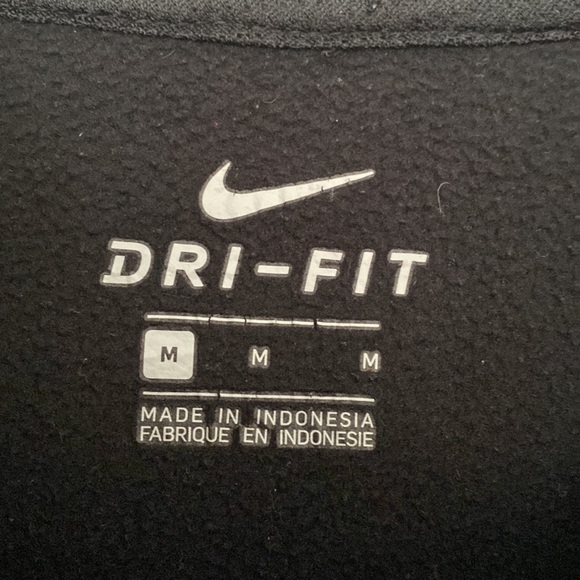 DRI-FIT
M M M
MADE IN INDONESIA
FABRIQUE EN INDONESIE